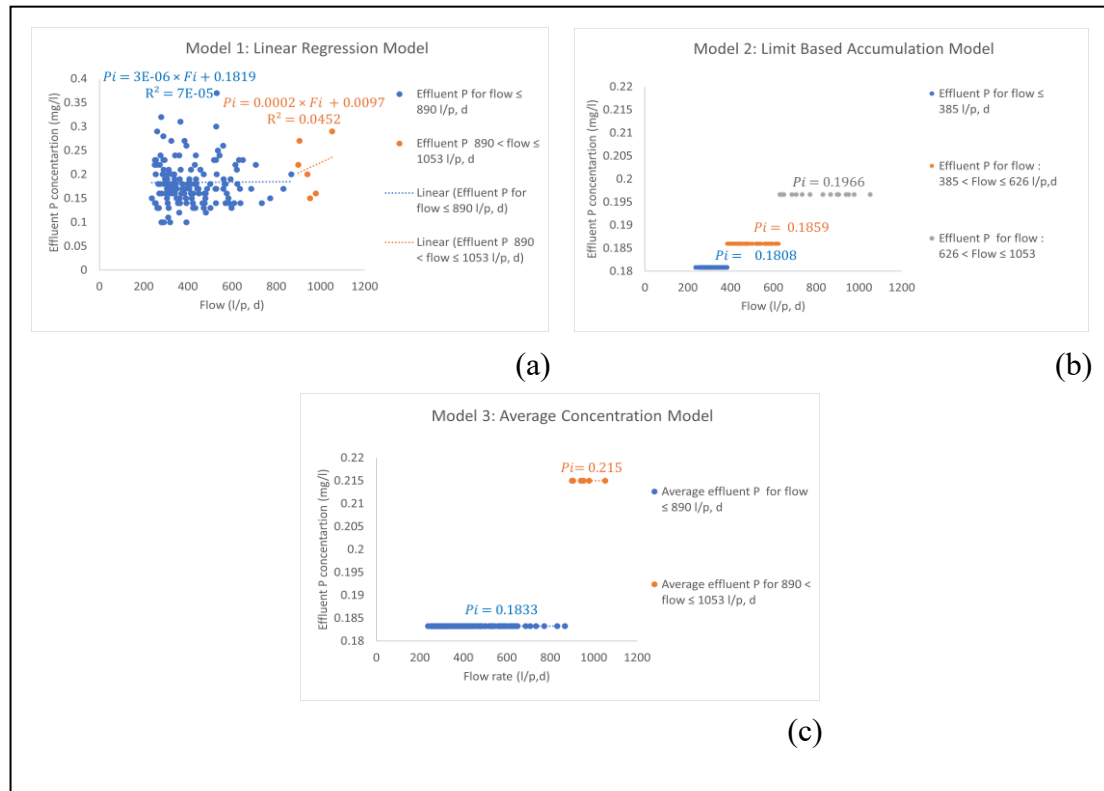 Model 1: Linear Regression Model
Pi = 3E-06 × Fi + 0.1819
R² = 7E-05
Pi = 0.0002 × Fi + 0.0097
R² = 0.0452
Effluent P concentartion (mg/l)
0.4
0.35
0.3
0.25
0.2
0.15
0.1
0.05
0
0 200 400 600 800 1000 1200
Flow (l/p, d)
Effluent P for flow ≤
890 l/p, d
Effluent P 890 < flow ≤
1053 l/p, d
Linear (Effluent P for
flow ≤ 890 l/p, d)
Linear (Effluent P 890
< flow ≤ 1053 l/p, d)
(a)
Model 2: Limit Based Accumulation Model
Effluent P concentartion (mg/l)
0.22
0.215
0.21
0.205
0.2
0.195
0.19
0.185
0.18
Pi = 0.1966
Pi = 0.1859
Pi = 0.1808
0 200 400 600 800 1000 1200
Flow (l/p, d)
Effluent P for flow ≤
385 l/p, d
Effluent P for flow :
385 < Flow ≤ 626 l/p,d
Effluent P for flow :
626 < Flow ≤ 1053
(b)
Model 3: Average Concentration Model
Effluent P concentartion (mg/l)
0.22
0.215
0.21
0.205
0.2
0.195
0.19
0.185
0.18
Pi = 0.215
Pi = 0.1833
0 200 400 600 800 1000 1200
Flow rate (l/p,d)
Average effluent P for flow
≤ 890 l/p, d
Average effluent P for 890 <
flow ≤ 1053 l/p, d
(c)